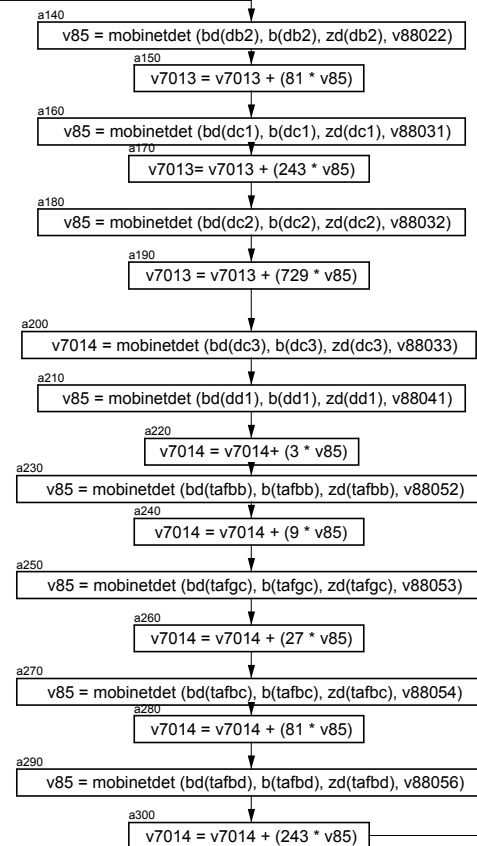 a140
v85 = mobinetdet (bd(db2), b(db2), zd(db2), v88022)
a150
v7013 = v7013 + (81 * v85)
a160
v85 = mobinetdet (bd(dc1), b(dc1), zd(dc1), v88031)
a170
v7013= v7013 + (243 * v85)
a180
v85 = mobinetdet (bd(dc2), b(dc2), zd(dc2), v88032)
a190
v7013 = v7013 + (729 * v85)
a200
v7014 = mobinetdet (bd(dc3), b(dc3), zd(dc3), v88033)
a210
v85 = mobinetdet (bd(dd1), b(dd1), zd(dd1), v88041)
a220
v7014 = v7014+ (3 * v85)
a230
v85 = mobinetdet (bd(tafbb), b(tafbb), zd(tafbb), v88052)
a240
v7014 = v7014 + (9 * v85)
a250
v85 = mobinetdet (bd(tafgc), b(tafgc), zd(tafgc), v88053)
a260
v7014 = v7014 + (27 * v85)
a270
v85 = mobinetdet (bd(tafbc), b(tafbc), zd(tafbc), v88054)
a280
v7014 = v7014 + (81 * v85)
a290
v85 = mobinetdet (bd(tafbd), b(tafbd), zd(tafbd), v88056)
a300
v7014 = v7014 + (243 * v85)